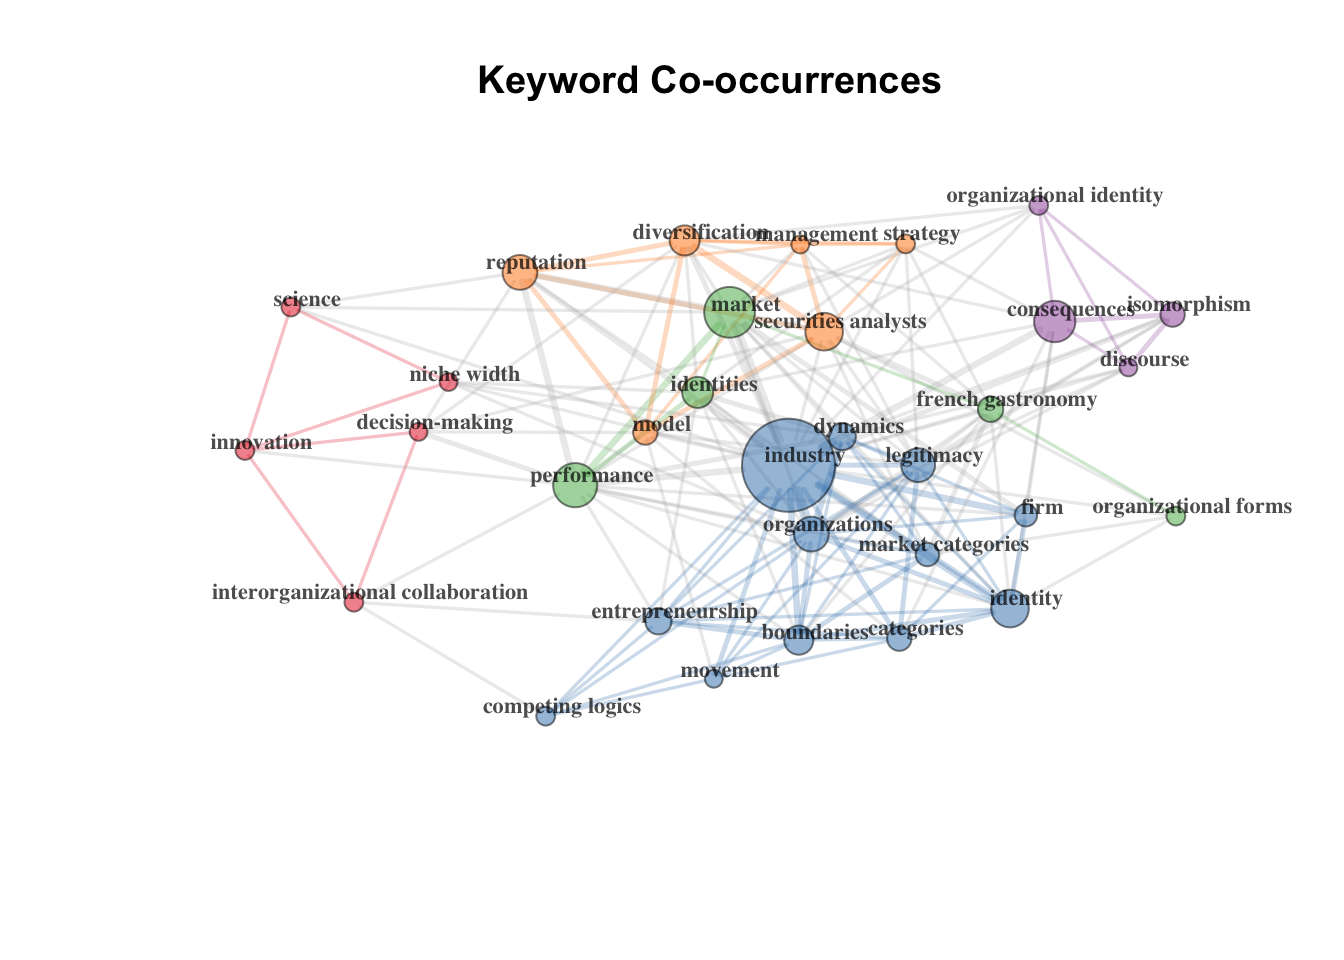 Keyword Co-occurrences
organizational identity
diversification
management
strategy
reputation
science
market
consequences
isomorphism
securities analysts
discourse
niche width
identities
french gastronomy
decision-making
model
dynamics
innovation
industry
legitimacy
performance
firm
organizational forms
organizations
market categories
interorganizational collaboration
identity
entrepreneurship
boundaries
categories
movement
competing logics